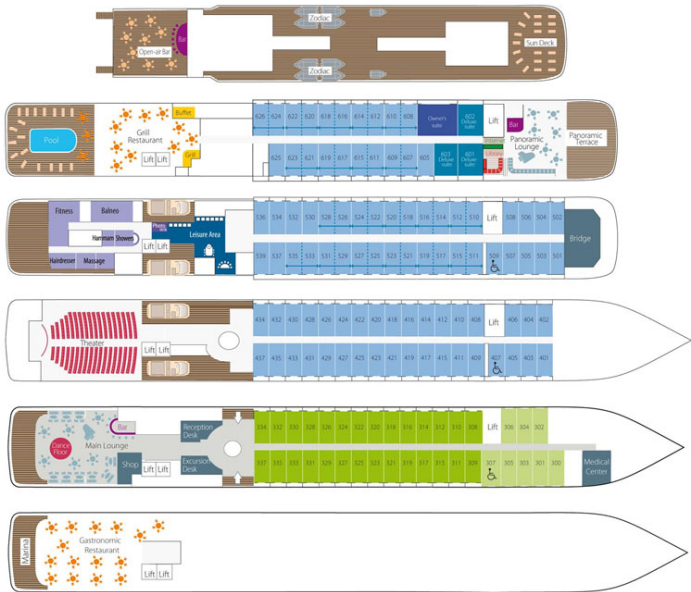 Zodiac
Open-air Bar
Bar
Sun Deck
Zodiac
626 624 622 620 618 616 614 612 610 608
Owner's
suite
602
Deluxe
suite
Lift
Bar
Buffet
Grill
Restaurant
Pool
Lift Lift
Grill
Panoramic
Lounge
Panoramic
Terrace
625 623 621 619 617 615 611 609 607 605
603
Deluxe
suite
601
Deluxe
suite
Internet
Library
Fitness
Balneo
Hammam Showers
Hairdresser Massage
Photo
desk
Leisure Area
Lift Lift
536 534 532 530 528 526 524 522 516 514 512 510
Lift
508 506 504 502
Bridge
539 537 535 533 531 529 527 525 523 517 515 511
509
507 505 503 501
Theater
Lift Lift
434 432 430 428 426 424 422 420 418 416 414 412 410 408
Lift
406 404 402
437 435 433 431 429 427 425 423 421 419 417 415 411 409
407
405 403 401
Dance
Floor
Main Lounge
Bar
Shop
Lift Lift
Reception
Desk
Excursion
Desk
334 332 330 328 326 324 322 320 318 316 314 312 310 308
Lift
306 304 302
337 335 333 331 329 327 325 323 321 319 317 315 311 309
307
305 303 301 300
Medical
Center
Marina
Gastronomic
Restaurant
Lift Lift